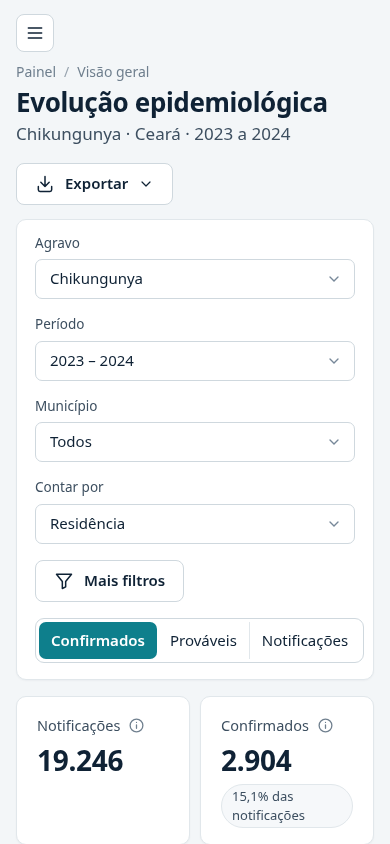 Painel / Visão geral
Evolução epidemiológica
Chikungunya · Ceará · 2023 a 2024
Exportar
Agravo
Chikungunya
Período
2023 – 2024
Município
Todos
Contar por
Residência
Mais filtros
Confirmados Prováveis Notificações
Notificações Confirmados
19.246 2.904
15,1% das
notificações